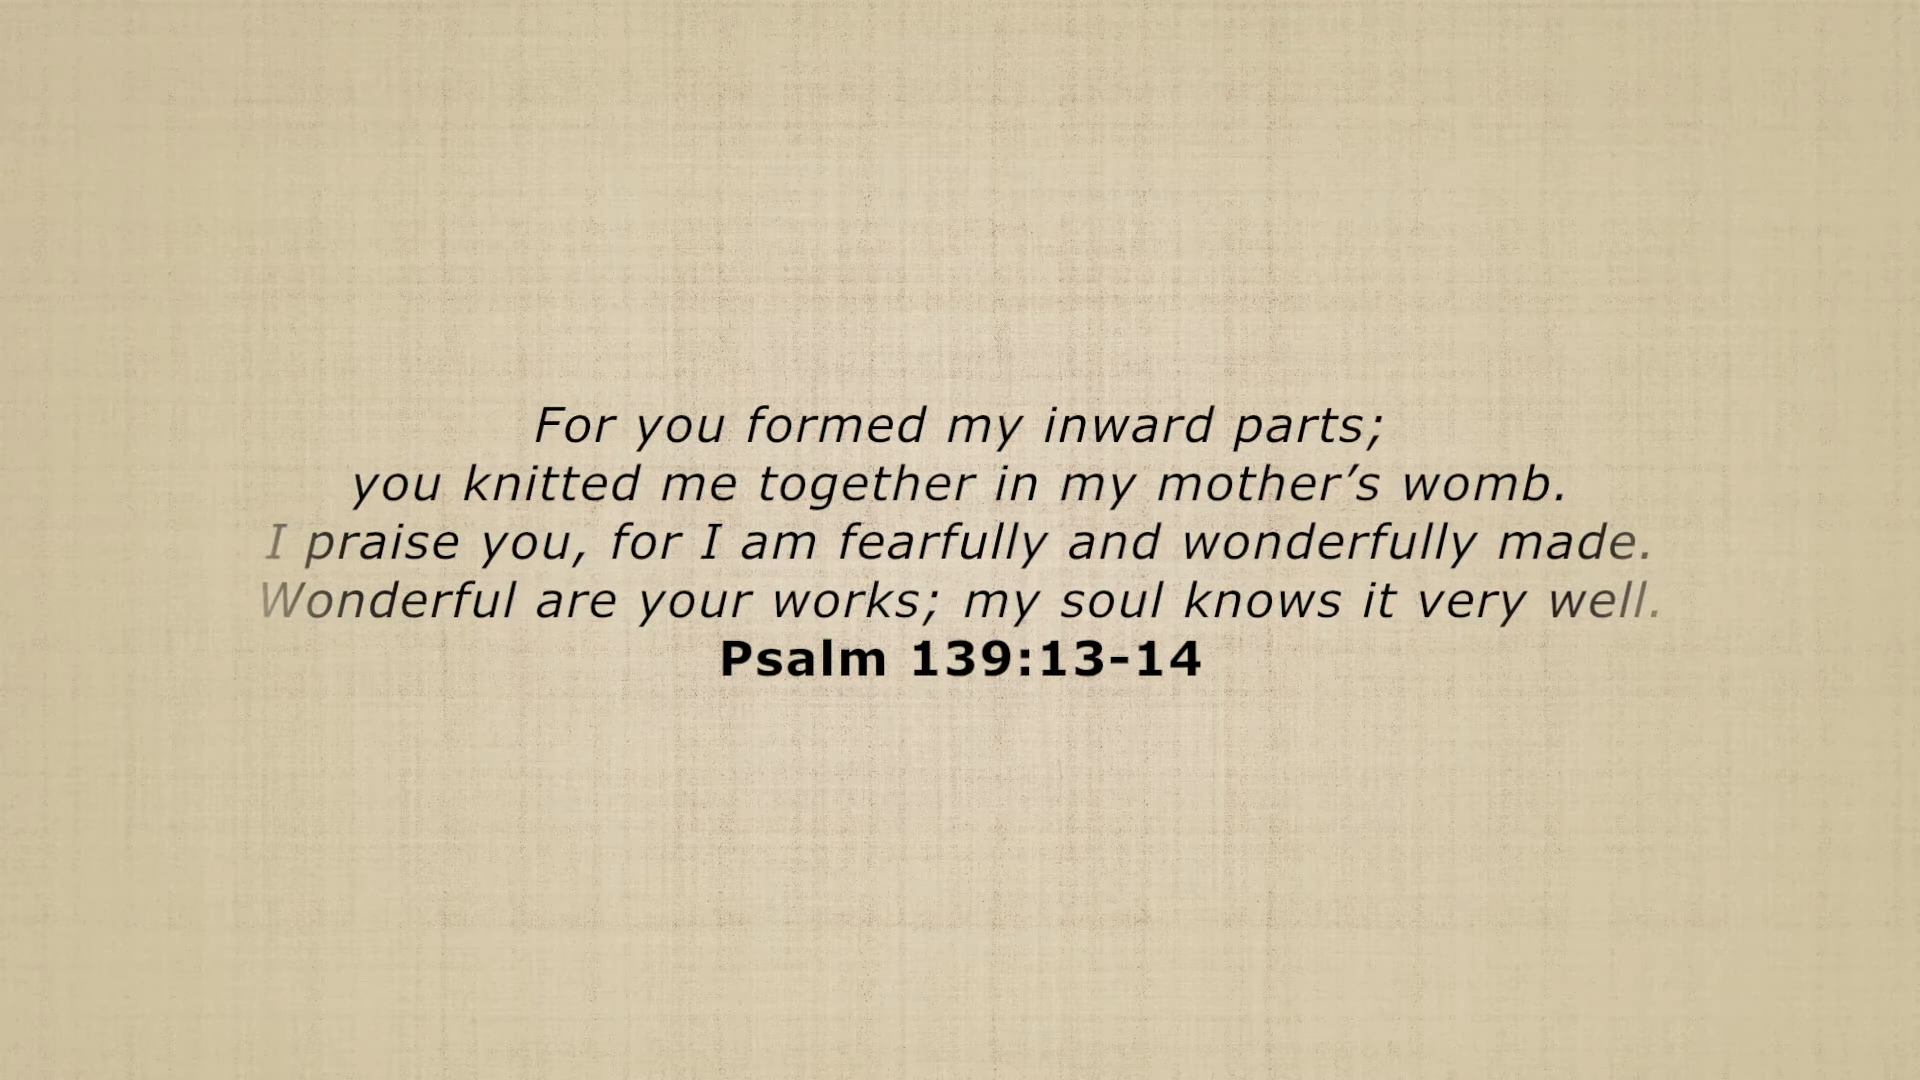 For you formed my inward parts;
you knitted me together in my mother’s womb.
I praise you, for I am fearfully and wonderfully made.
Wonderful are your works; my soul knows it very well.
Psalm 139:13-14